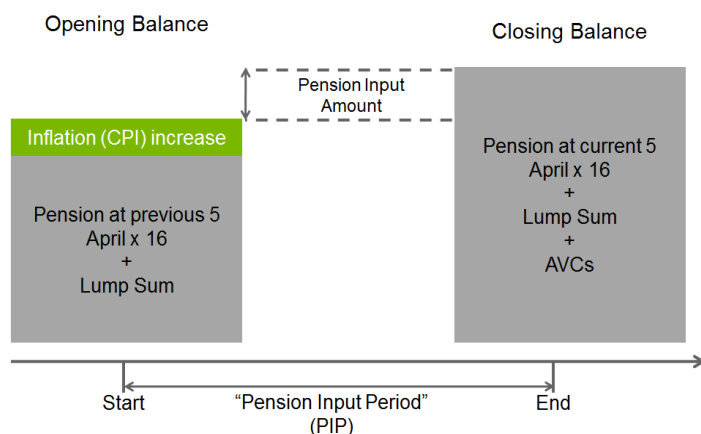 Opening Balance
Closing Balance
Pension Input
Amount
Inflation (CPI) increase
Pension at previous 5
April x 16
+
Lump Sum
Pension at current 5
April x 16
+
Lump Sum
+
AVCs
Start
“Pension Input Period”
(PIP)
End